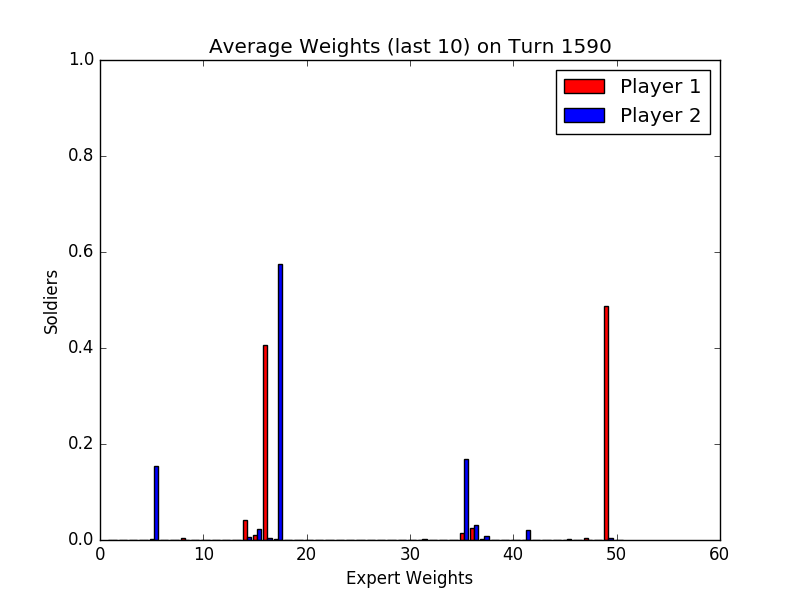 Average Weights (last 10) on Turn 1590
1.0
Player 1
Player 2
0.8
0.6
Soldiers
0.4
0.2
0.0
0 10 20 30 40 50 60
Expert Weights